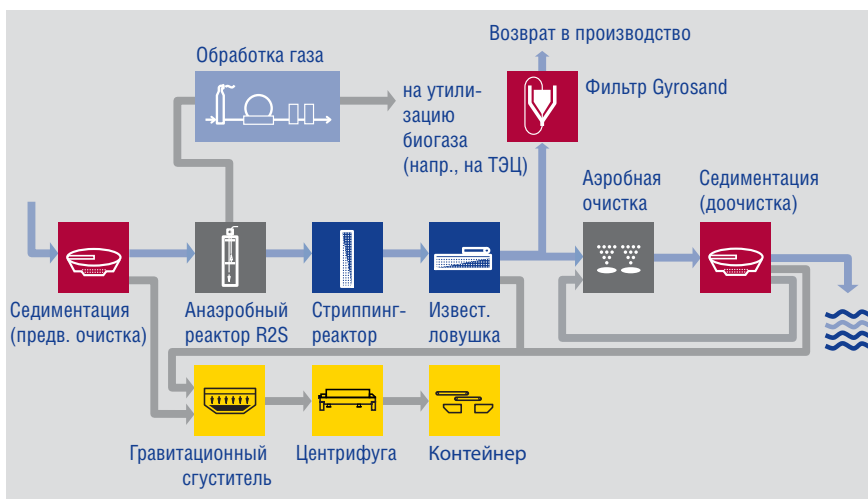 Возврат в производство
Обработка газа
на утили-
зацию
биогаза
(напр., на ТЭЦ)
Фильтр Gyrosand
Аэробная
очистка
Седиментация
(доочистка)
Седиментация
(предв. очистка)
Анаэробный
реактор R2S
Стриппинг-
реактор
Извест.
ловушка
Гравитационный
сгуститель
Центрифуга
Контейнер